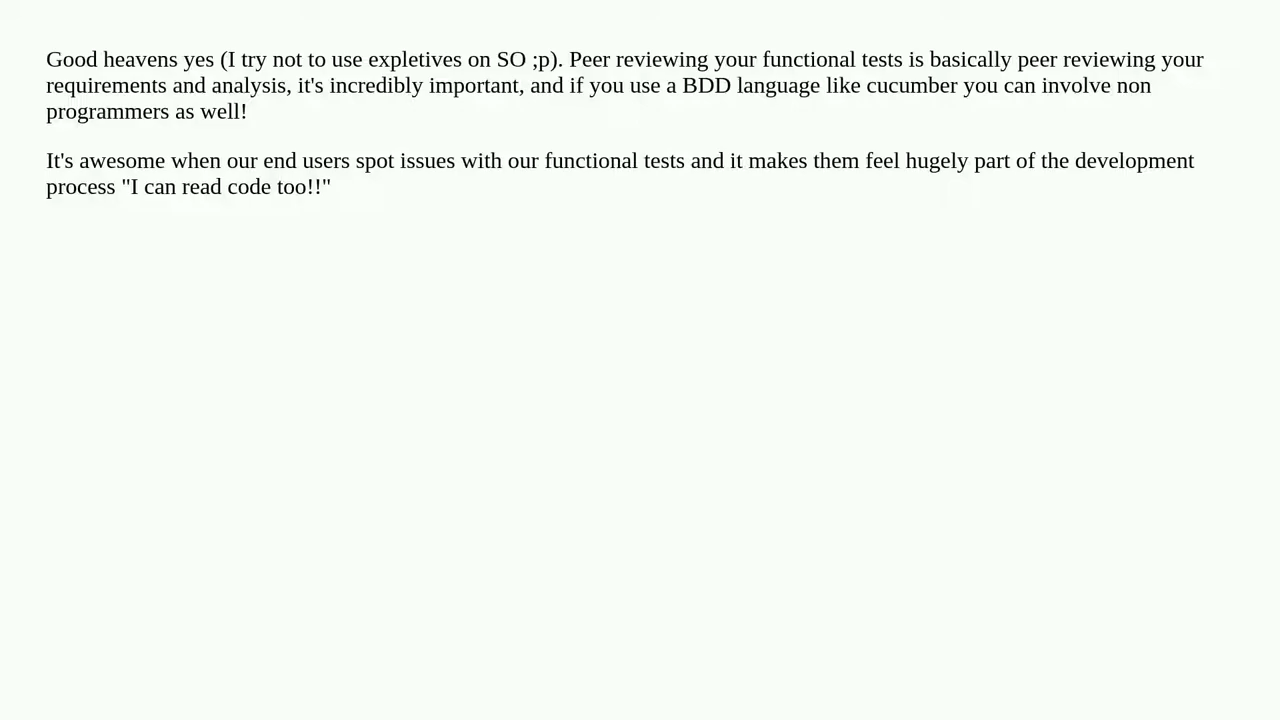 Good heavens yes (I try not to use expletives on SO ;p). Peer reviewing your functional tests is basically peer reviewing your
requirements and analysis, it's incredibly important, and if you use a BDD language like cucumber you can involve non
programmers as well!
It's awesome when our end users spot issues with our functional tests and it makes them feel hugely part of the development
process "I can read code too!!"